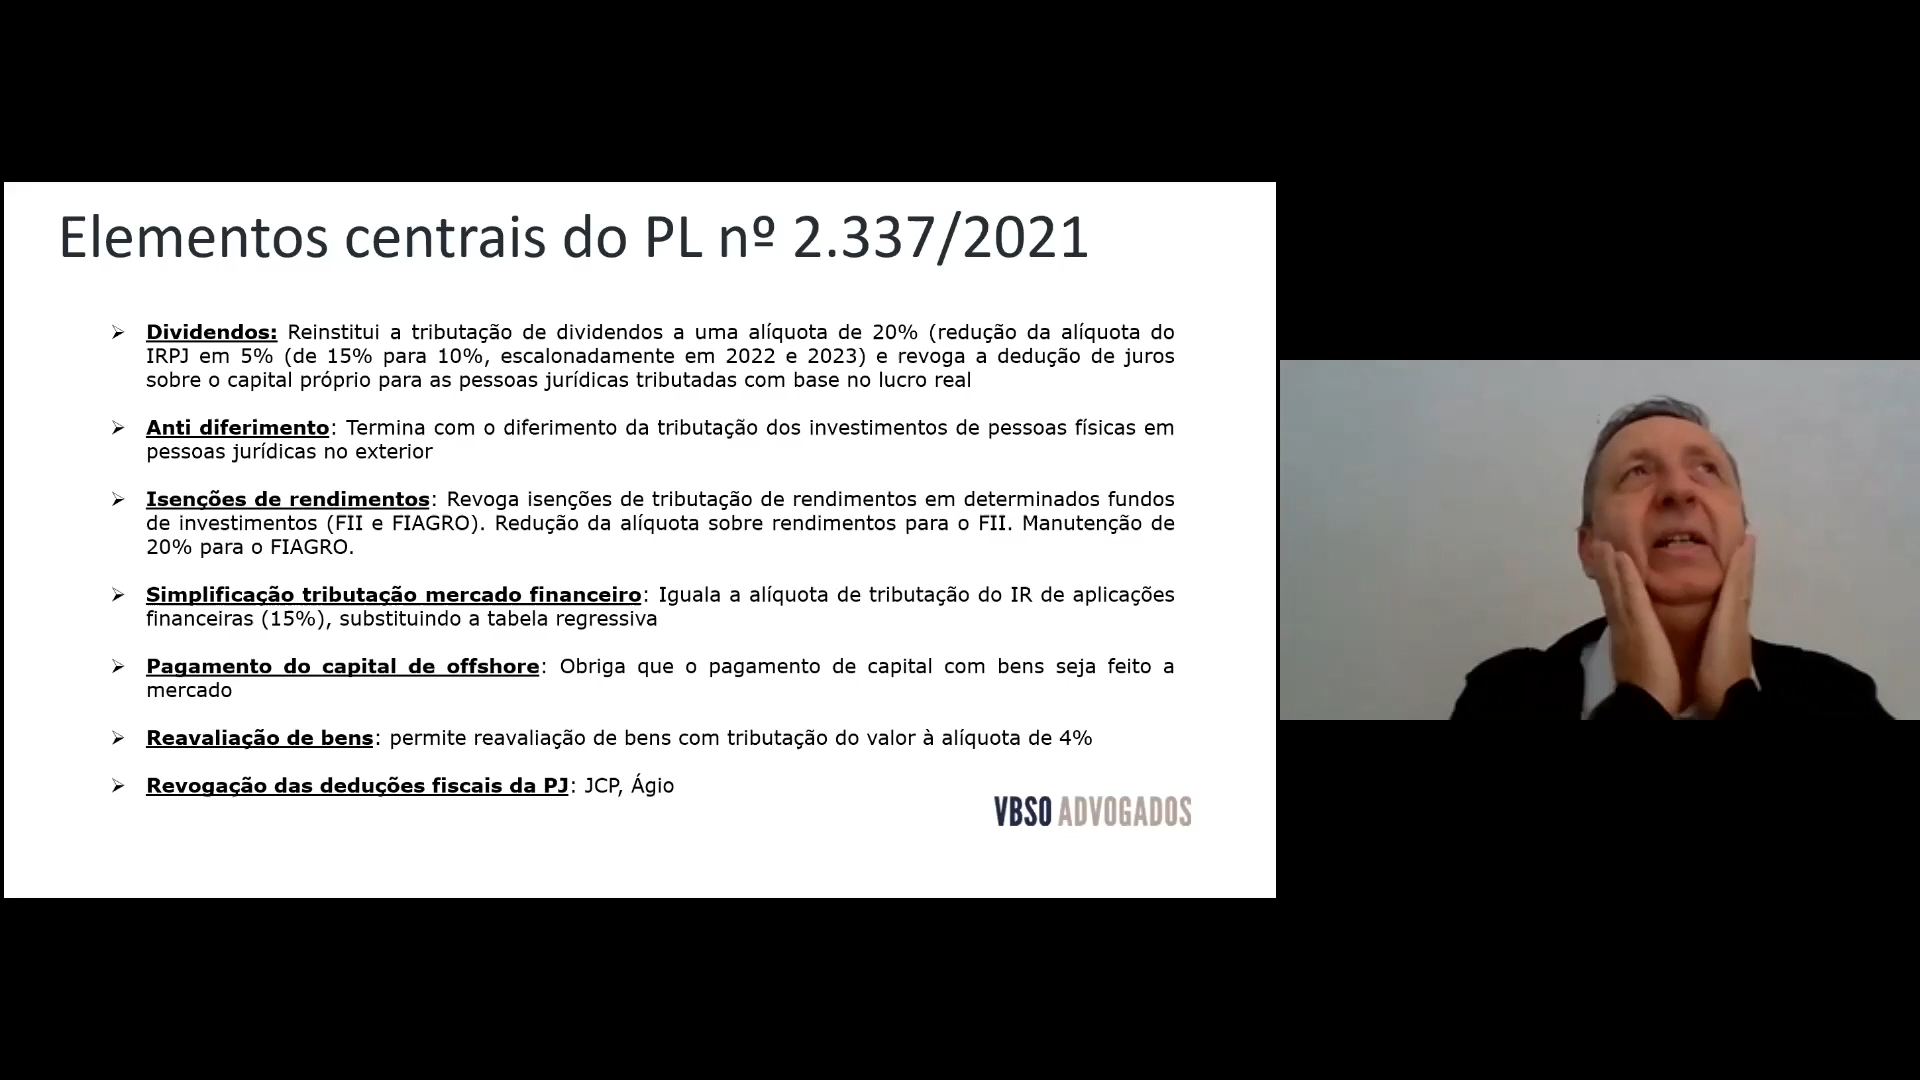 Elementos centrais do PL nº 2.337/2021
➢ Dividendos: Reinstitui a tributação de dividendos a uma alíquota de 20% (redução da alíquota do
IRPJ em 5% (de 15% para 10%, escalonadamente em 2022 e 2023) e revoga a dedução de juros
sobre o capital próprio para as pessoas jurídicas tributadas com base no lucro real
➢ Anti diferimento: Termina com o diferimento da tributação dos investimentos de pessoas físicas em
pessoas jurídicas no exterior
➢ Isenções de rendimentos: Revoga isenções de tributação de rendimentos em determinados fundos
de investimentos (FII e FIAGRO). Redução da alíquota sobre rendimentos para o FII. Manutenção de
20% para o FIAGRO.
➢ Simplificação tributação mercado financeiro: Iguala a alíquota de tributação do IR de aplicações
financeiras (15%), substituindo a tabela regressiva
➢ Pagamento do capital de offshore: Obriga que o pagamento de capital com bens seja feito a
mercado
➢ Reavaliação de bens: permite reavaliação de bens com tributação do valor à alíquota de 4%
➢ Revogação das deduções fiscais da PJ: JCP, Ágio
VBSO ADVOGADOS